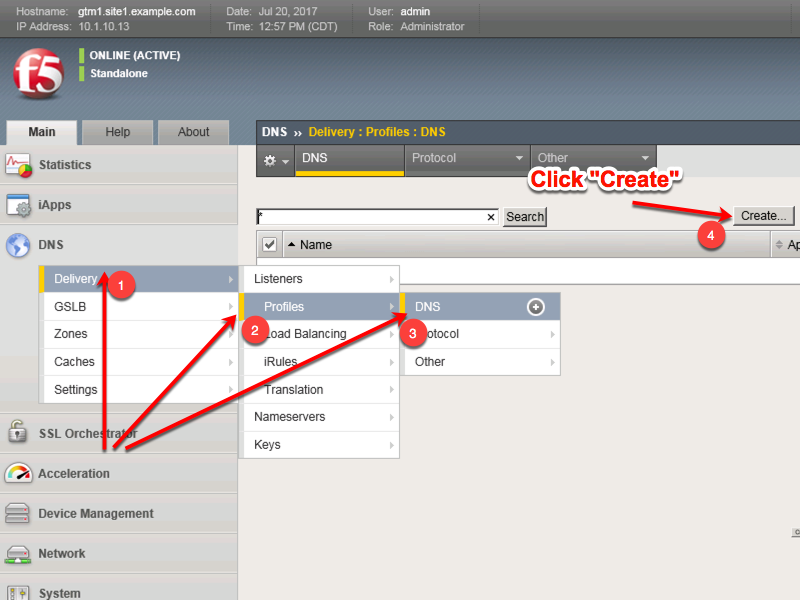 Hostname: gtm1.site1.example.com Date: Jul 20, 2017 User: admin
IP Address: 10.1.10.13 Time: 12:57 PM (CDT) Role: Administrator
f5
ONLINE (ACTIVE)
Standalone
Main Help About
DNS ›› Delivery : Profiles : DNS
DNS Protocol Other
Click "Create"
* × Search Create...
4
Name
Statistics
iApps
DNS
Delivery
1
GSLB
Zones
Caches
Settings
Listeners
Profiles
2
Load Balancing
iRules
Translation
Nameservers
Keys
DNS
3
Other
SSL Orchestrator
Acceleration
Device Management
Network
System